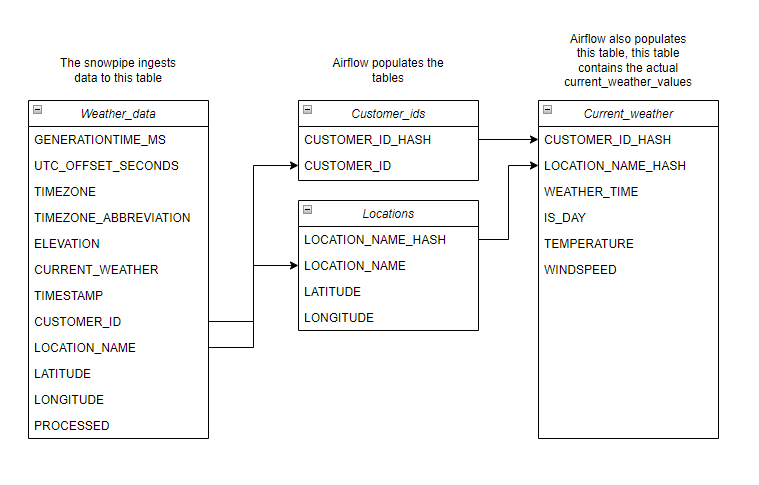 The snowpipe ingests
data to this table
Weather_data
GENERATIONTIME_MS
UTC_OFFSET_SECONDS
TIMEZONE
TIMEZONE_ABBREVIATION
ELEVATION
CURRENT_WEATHER
TIMESTAMP
CUSTOMER_ID
LOCATION_NAME
LATITUDE
LONGITUDE
PROCESSED
Airflow populates the
tables
Customer_ids
CUSTOMER_ID_HASH
CUSTOMER_ID
Locations
LOCATION_NAME_HASH
LOCATION_NAME
LATITUDE
LONGITUDE
Airflow also populates
this table, this table
contains the actual
current_weather_values
Current_weather
CUSTOMER_ID_HASH
LOCATION_NAME_HASH
WEATHER_TIME
IS_DAY
TEMPERATURE
WINDSPEED